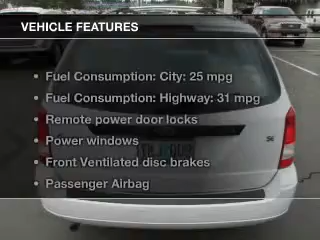 VEHICLE FEATURES
• Fuel Consumption: City: 25 mpg
• Fuel Consumption: Highway: 31 mpg
• Remote power door locks
• Power windows
• Front Ventilated disc brakes
• Passenger Airbag